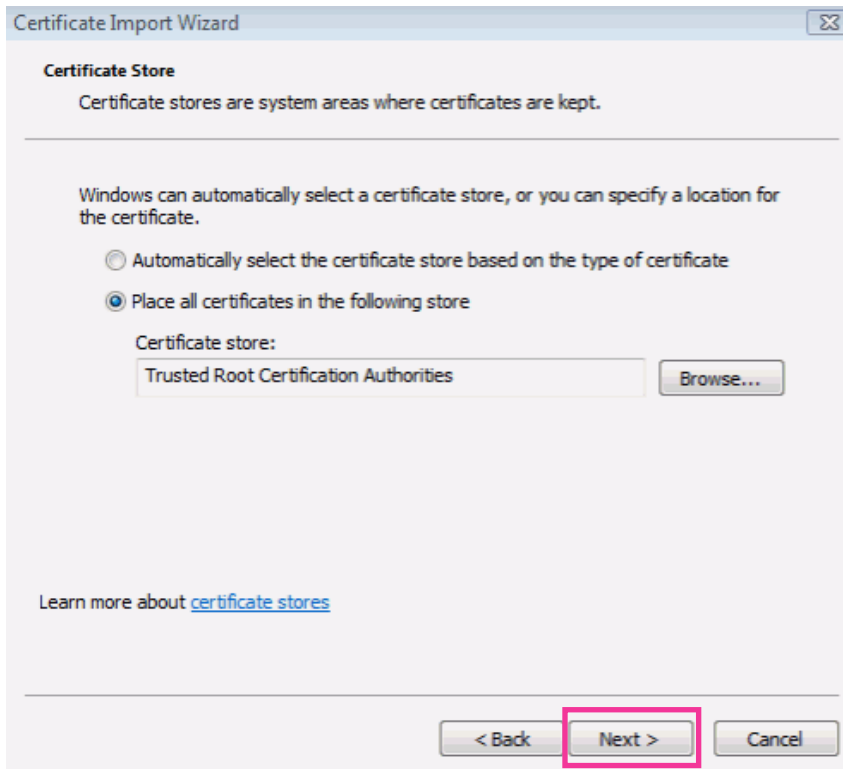 Certificate Import Wizard
Certificate Store
Certificate stores are system areas where certificates are kept.
Windows can automatically select a certificate store, or you can specify a location for
the certificate.
Automatically select the certificate store based on the type of certificate
Place all certificates in the following store
Certificate store:
Trusted Root Certification Authorities
Browse...
Learn more about certificate stores
< Back
Next >
Cancel